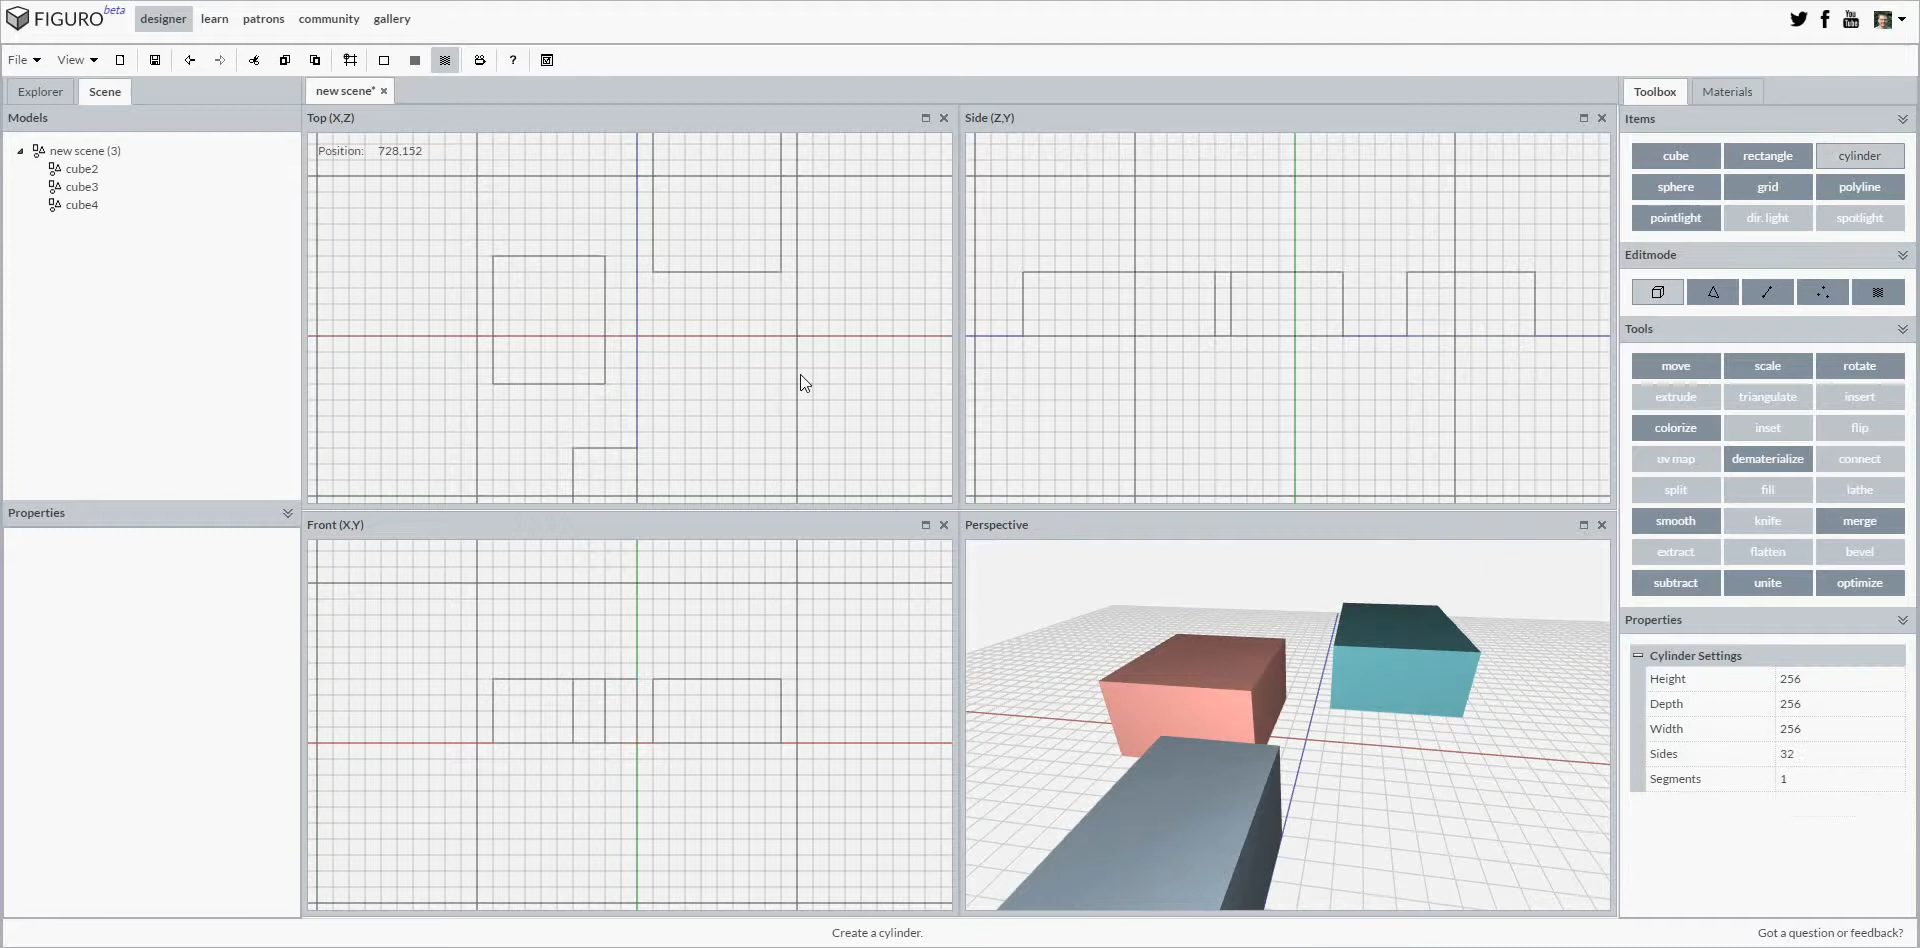 FIGURO beta designer learn patrons community gallery
File View ?
Explorer Scene new scene* Toolbox Materials
Models
new scene (3)
cube2
cube3
cube4
Properties
Top (X,Z)
Position: 728,152
Side (Z,Y)
Front (X,Y)
Perspective
Items
cube rectangle cylinder
sphere grid polyline
pointlight dir. light spotlight
Editmode
Tools
move scale rotate
extrude triangulate insert
colorize inset flip
uv map dematerialize connect
split fill lathe
smooth knife merge
extract flatten bevel
subtract unite optimize
Properties
Cylinder Settings
Height 256
Depth 256
Width 256
Sides 32
Segments 1
Create a cylinder.
Got a question or feedback?